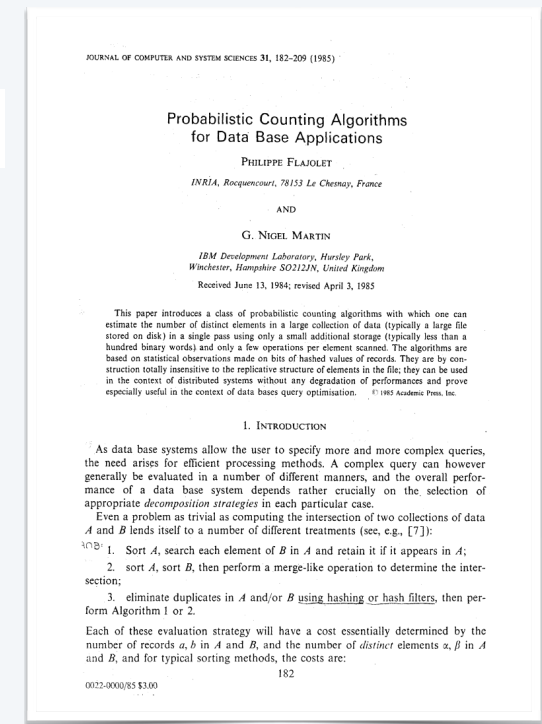 JOURNAL OF COMPUTER AND SYSTEM SCIENCES 31, 182-209 (1985)
Probabilistic Counting Algorithms
for Data Base Applications
PHILIPPE FLAJOLET
INRIA, Rocquencourt, 78153 Le Chesnay, France
AND
G. NIGEL MARTIN
IBM Development Laboratory, Hursley Park,
Winchester, Hampshire SO212JN, United Kingdom
Received June 13, 1984; revised April 3, 1985
This paper introduces a class of probabilistic counting algorithms with which one can
estimate the number of distinct elements in a large collection of data (typically a large file
stored on disk) in a single pass using only a small additional storage (typically less than a
hundred binary words) and only a few operations per element scanned. The algorithms are
based on statistical observations made on bits of hashed values of records. They are by con-
struction totally insensitive to the replicative structure of elements in the file; they can be used
in the context of distributed systems without any degradation of performances and prove
especially useful in the context of data bases query optimisation. © 1985 Academic Press, Inc.
1. INTRODUCTION
As data base systems allow the user to specify more and more complex queries,
the need arises for efficient processing methods. A complex query can however
generally be evaluated in a number of different manners, and the overall perfor-
mance of a data base system depends rather crucially on the selection of
appropriate decomposition strategies in each particular case.
Even a problem as trivial as computing the intersection of two collections of data
A and B lends itself to a number of different treatments (see, e.g., [7]):
A∩B: 1. Sort A, search each element of B in A and retain it if it appears in A;
2. sort A, sort B, then perform a merge-like operation to determine the inter-
section;
3. eliminate duplicates in A and/or B using hashing or hash filters, then per-
form Algorithm 1 or 2.
Each of these evaluation strategy will have a cost essentially determined by the
number of records a, b in A and B, and the number of distinct elements α, β in A
and B, and for typical sorting methods, the costs are:
182
0022-0000/85 $3.00